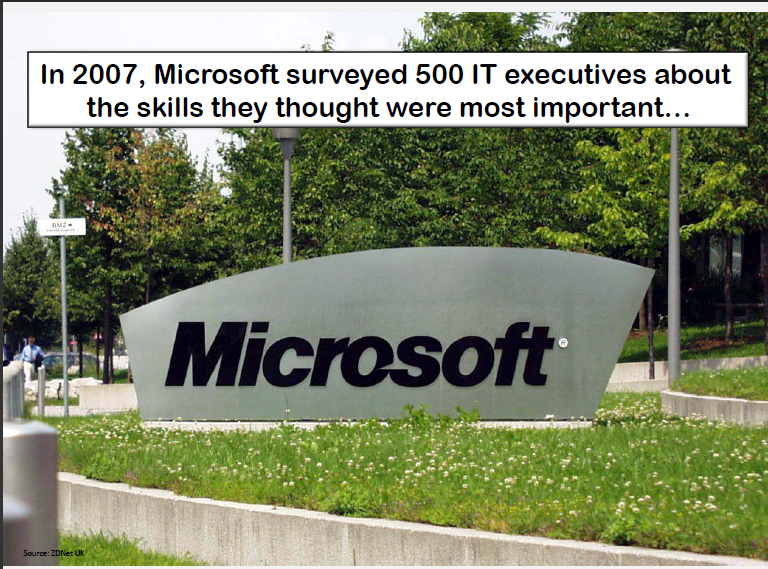 In 2007, Microsoft surveyed 500 IT executives about
the skills they thought were most important...
BMZ
Microsoft®
Source: ZDNet UK